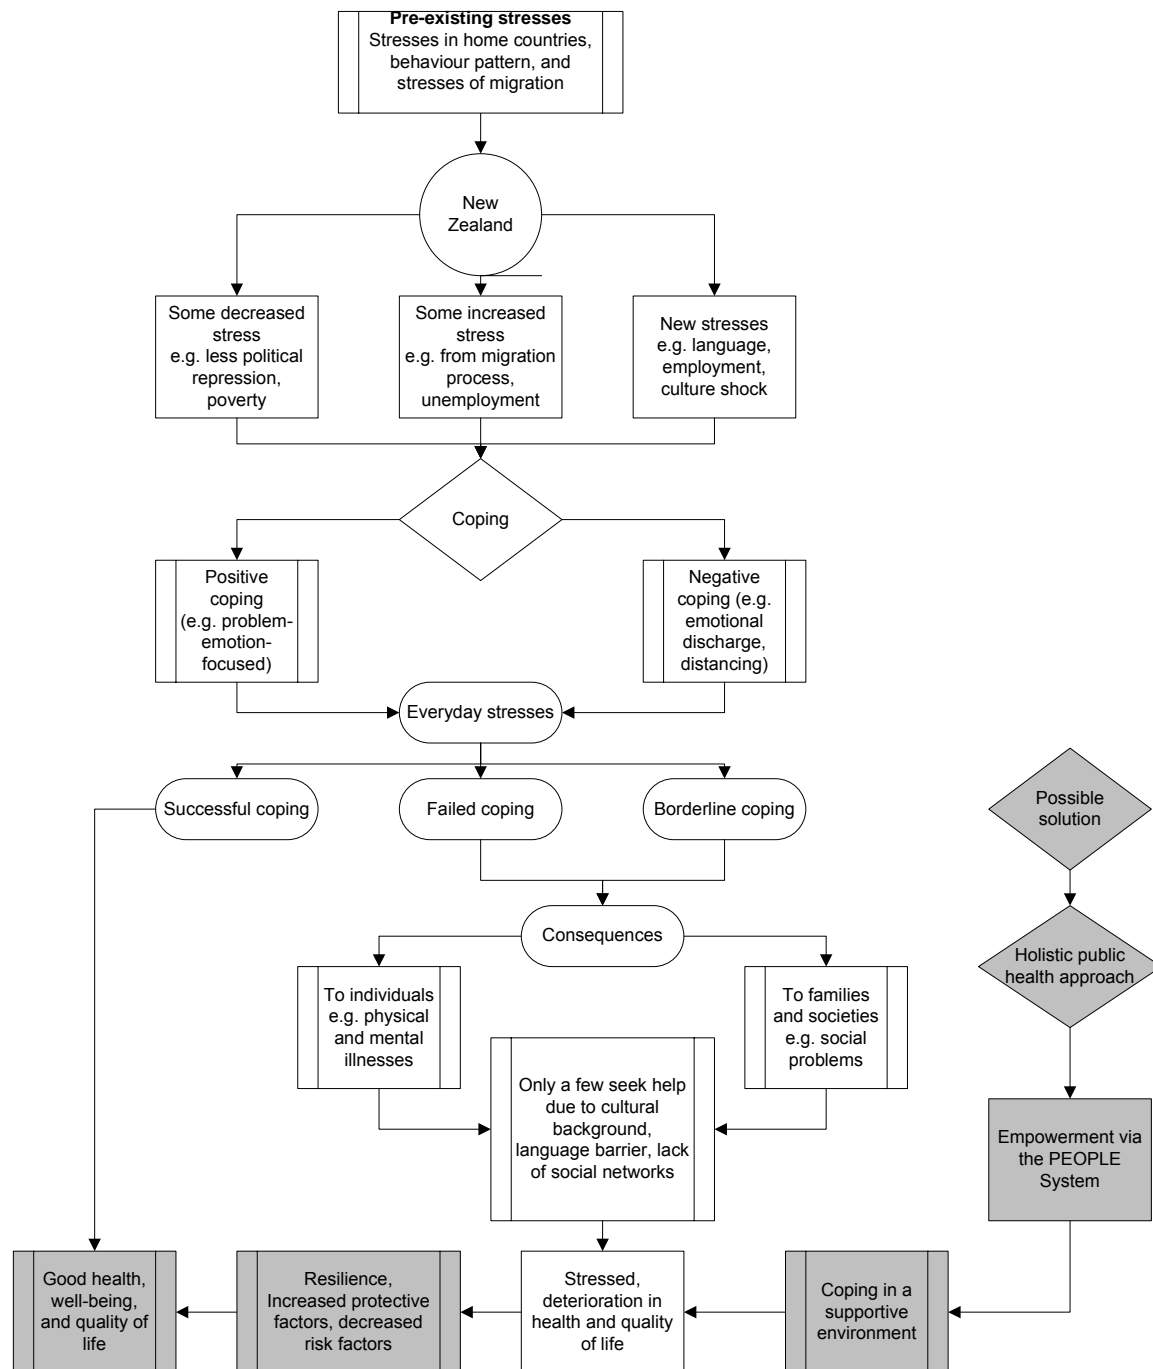 Pre-existing stresses
Stresses in home countries,
behaviour pattern, and
stresses of migration
New
Zealand
Some decreased
stress
e.g. less political
repression,
poverty
Some increased
stress
e.g. from migration
process,
unemployment
New stresses
e.g. language,
employment,
culture shock
Coping
Positive
coping
(e.g. problem-
emotion-
focused)
Negative
coping (e.g.
emotional
discharge,
distancing)
Everyday stresses
Successful coping
Failed coping
Borderline coping
Possible
solution
Consequences
Holistic public
health approach
To individuals
e.g. physical
and mental
illnesses
To families
and societies
e.g. social
problems
Only a few seek help
due to cultural
background,
language barrier, lack
of social networks
Empowerment via
the PEOPLE
System
Good health,
well-being,
and quality of
life
Resilience,
Increased protective
factors, decreased
risk factors
Stressed,
deterioration in
health and quality
of life
Coping in a
supportive
environment